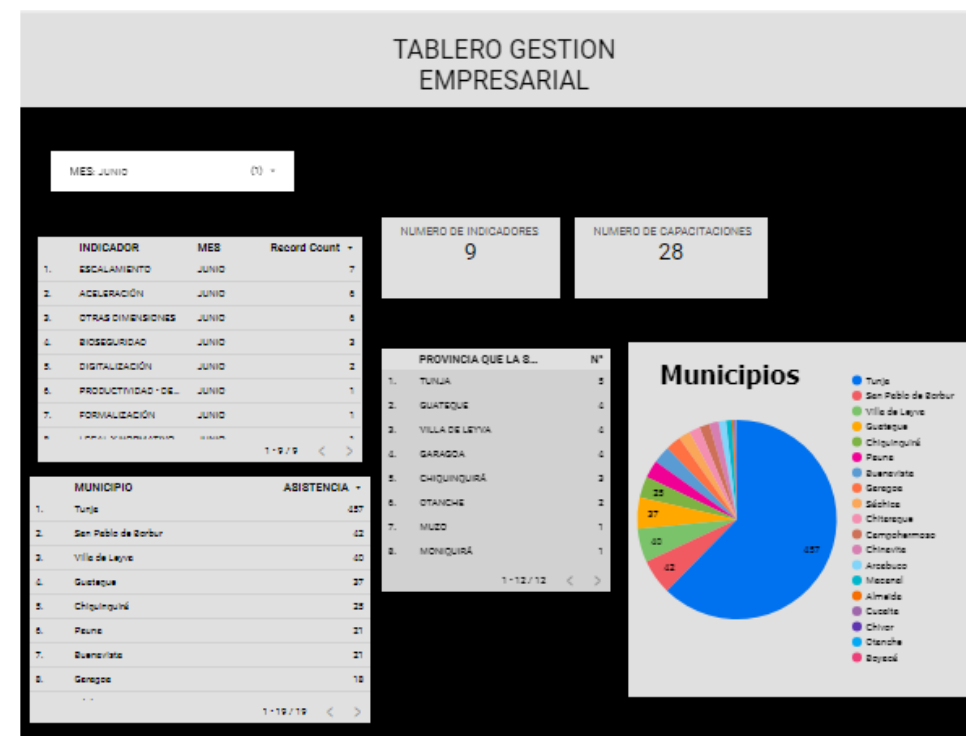 TABLERO GESTION
EMPRESARIAL
MES: JUNIO (1)
NUMERO DE INDICADORES
9
NUMERO DE CAPACITACIONES
28
INDICADOR MES Record Count
1. ESCALAMIENTO JUNIO 7
2. ACELERACIÓN JUNIO 6
3. OTRAS DIMENSIONES JUNIO 6
4. BIOSEGURIDAD JUNIO 3
5. DIGITALIZACIÓN JUNIO 2
6. PRODUCTIVIDAD - DE... JUNIO 1
7. FORMALIZACIÓN JUNIO 1
1 - 9 / 9 < >
PROVINCIA QUE LA S... N°
1. TUNJA 5
2. GUATEQUE 4
3. VILLA DE LEYVA 4
4. GARAGOA 4
5. CHIQUINQUIRÁ 3
6. OTANCHE 2
7. MUZO 1
8. MONIQUIRÁ 1
1 - 12 / 12 < >
MUNICIPIO ASISTENCIA
1. Tunja 457
2. San Pablo de Borbur 42
3. Villa de Leyva 40
4. Guateque 37
5. Chiquinquirá 25
6. Pauna 21
7. Buenavista 21
8. Garagoa 18
1 - 19 / 19 < >
Municipios
457
42
40
37
25
Tunja
San Pablo de Borbur
Villa de Leyva
Guateque
Chiquinquirá
Pauna
Buenavista
Garagoa
Sáchica
Chitaraque
Campohermoso
Chinavita
Arcabuco
Macanal
Almeida
Cucaita
Chivor
Otanche
Boyacá